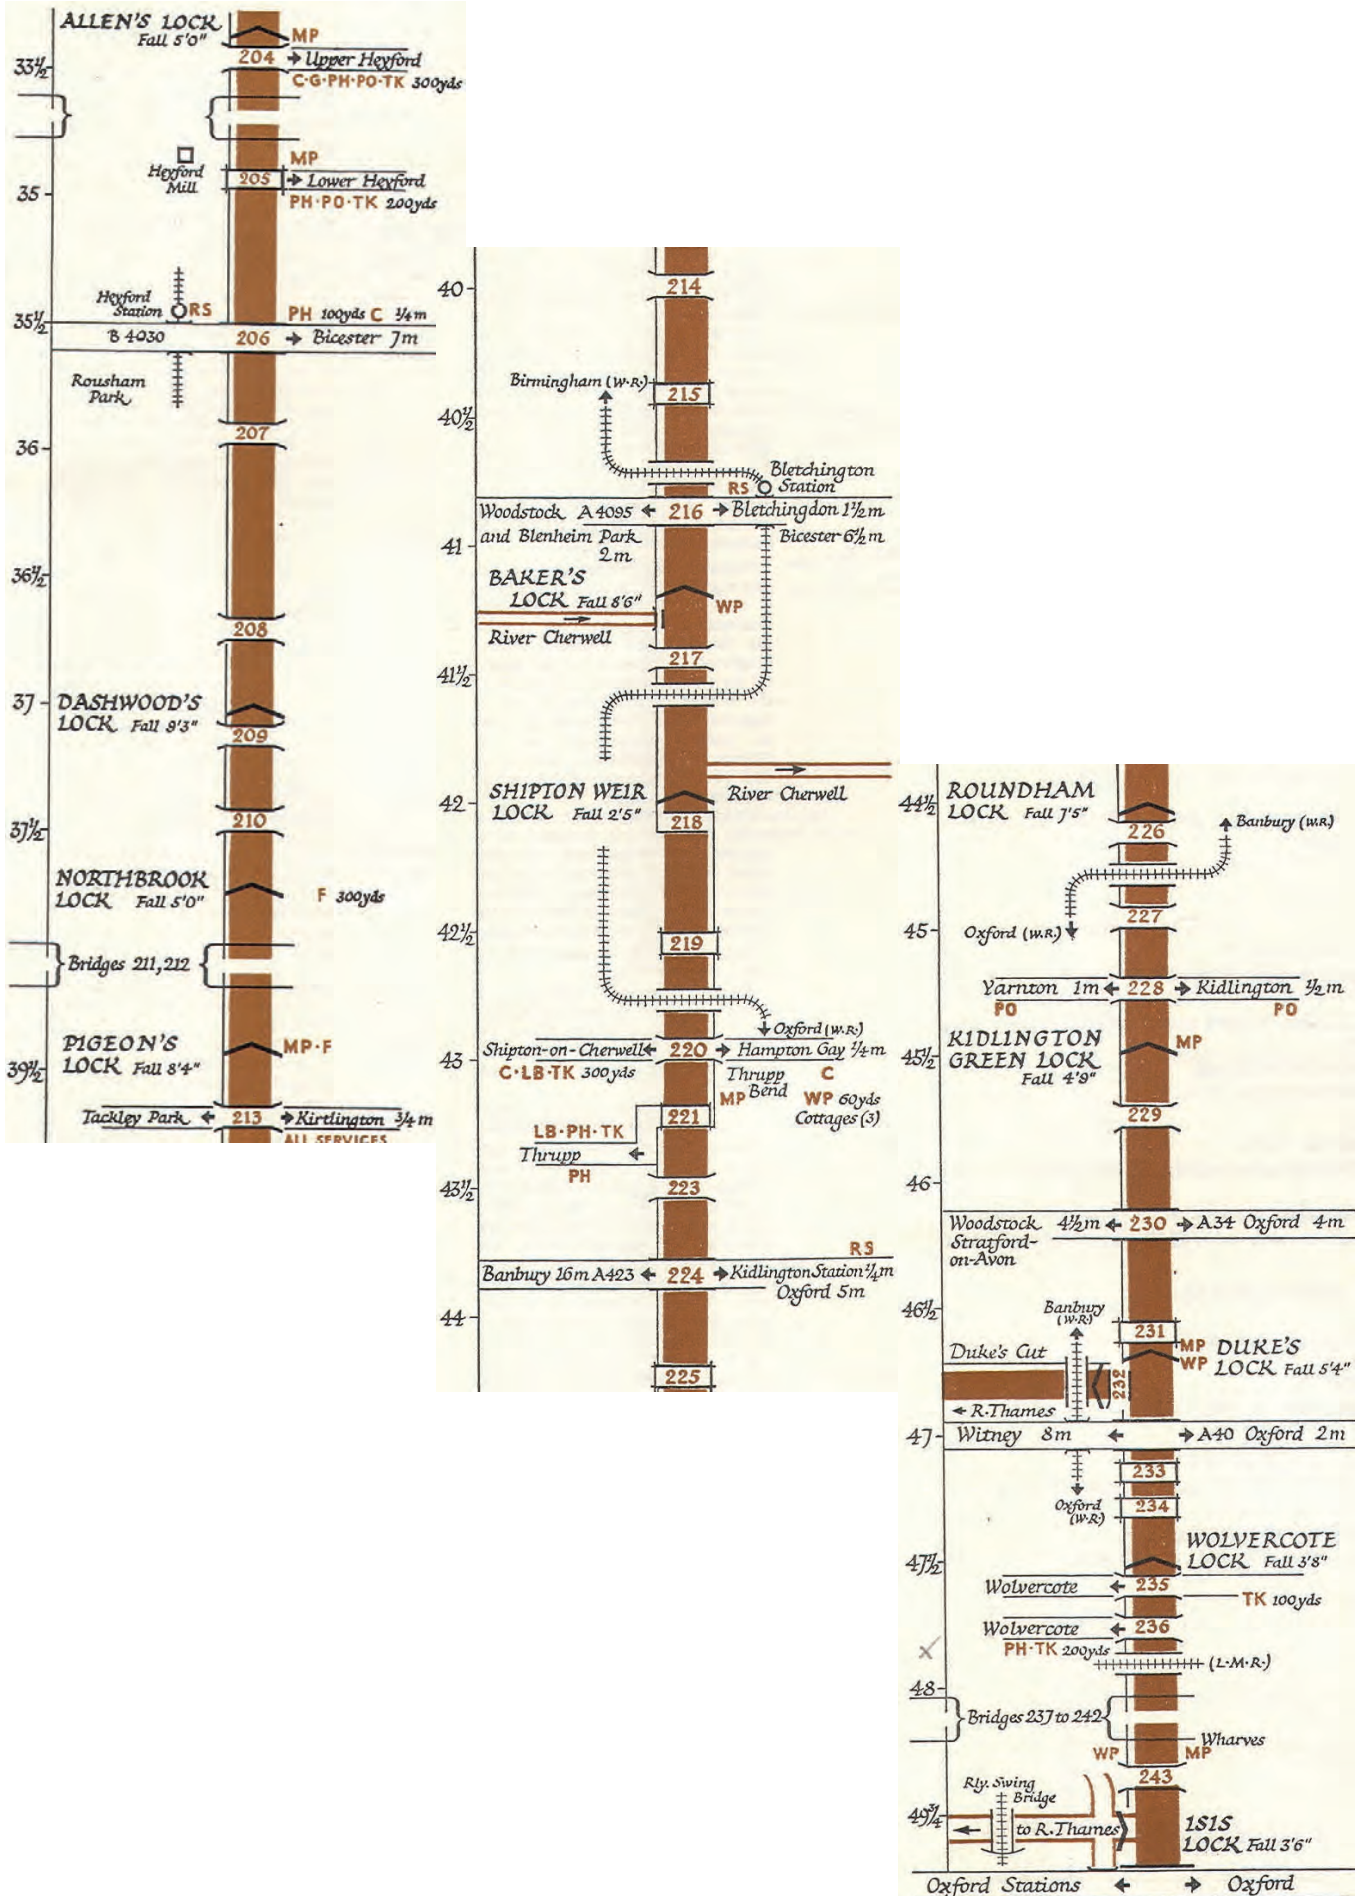 ALLEN'S LOCK
Fall 5'0"
MP
33½
204 Upper Heyford
C·G·PH·PO·TK 300yds
Heyford
Mill
MP
205 Lower Heyford
35
PH·PO·TK 200yds
Heyford
Station RS
PH 100yds C ¼m
35½
B 4030 206 Bicester 7m
Rousham
Park
207
36
36½
208
37
DASHWOOD'S
LOCK Fall 9'3"
209
210
37½
NORTHBROOK
LOCK Fall 5'0"
F 300yds
Bridges 211,212
PIGEON'S
LOCK Fall 8'4"
MP·F
39½
Tackley Park 213 Kirtlington ¾m
ALL SERVICES
40
214
Birmingham (W·R·)
215
40½
Bletchington
Station
RS
Woodstock A4095 216 Bletchingdon 1½m
and Blenheim Park
2m
Bicester 6½m
41
BAKER'S
LOCK Fall 8'6"
WP
River Cherwell
217
41½
SHIPTON WEIR
LOCK Fall 2'5"
River Cherwell
42
218
42½
219
Oxford (W·R·)
Shipton-on-Cherwell 220 Hampton Gay ¼m
43
C·LB·TK 300yds
Thrupp
Bend
C
MP
WP 60yds
Cottages (3)
221
LB·PH·TK
Thrupp
PH
223
43½
RS
Banbury 16m A423 224 Kidlington Station ¼m
Oxford 5m
44
225
44½
ROUNDHAM
LOCK Fall 7'5"
226
Banbury (W.R.)
227
45
Oxford (W.R.)
Yarnton 1m 228 Kidlington ½m
PO
PO
KIDLINGTON
GREEN LOCK
Fall 4'9"
MP
45½
229
46
Woodstock 4½m 230 A34 Oxford 4m
Stratford-
on-Avon
46½
Banbury
(W·R·)
231
MP
WP
DUKE'S
LOCK Fall 5'4"
Duke's Cut
232
R.Thames
47
Witney 8m A40 Oxford 2m
233
Oxford
(W·R·)
234
WOLVERCOTE
LOCK Fall 3'8"
47½
Wolvercote 235
TK 100yds
Wolvercote 236
PH·TK 200yds
(L·M·R·)
48
Bridges 237 to 242
Wharves
WP
MP
243
Rly. Swing
Bridge
49¾
to R.Thames
ISIS
LOCK Fall 3'6"
Oxford Stations Oxford